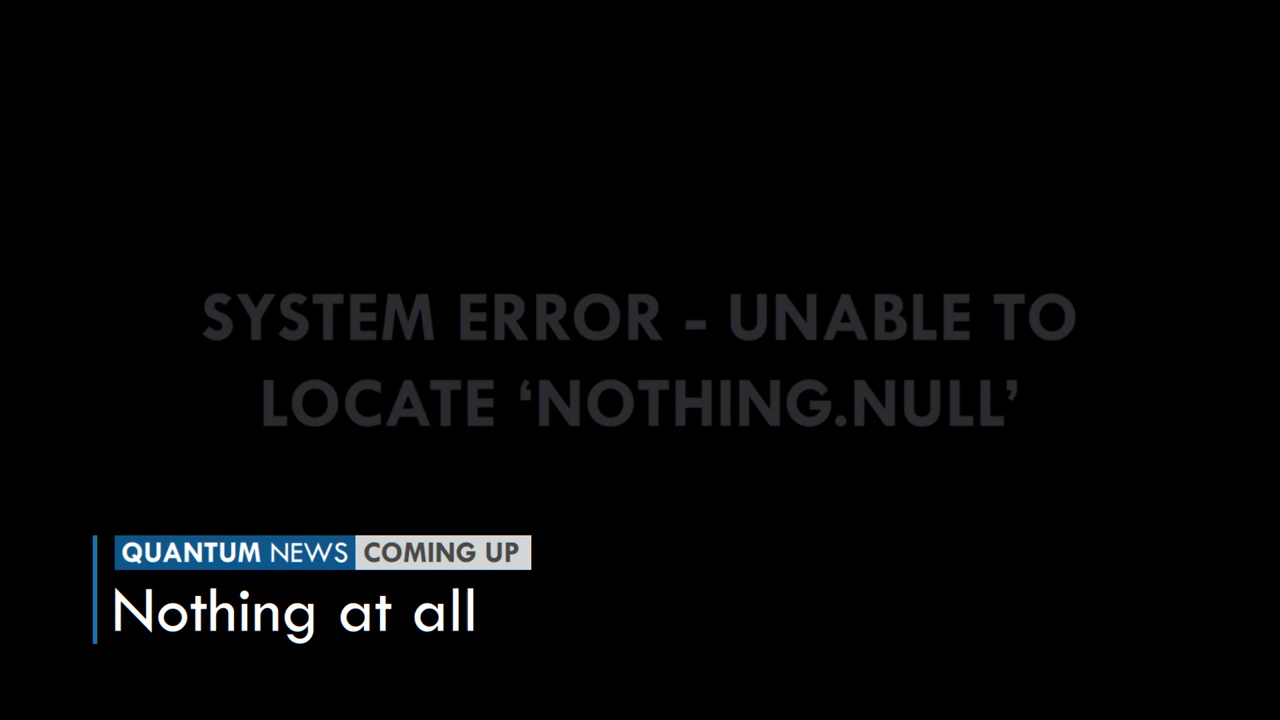 SYSTEM ERROR - UNABLE TO
LOCATE ‘NOTHING.NULL’
QUANTUM NEWS COMING UP
Nothing at all